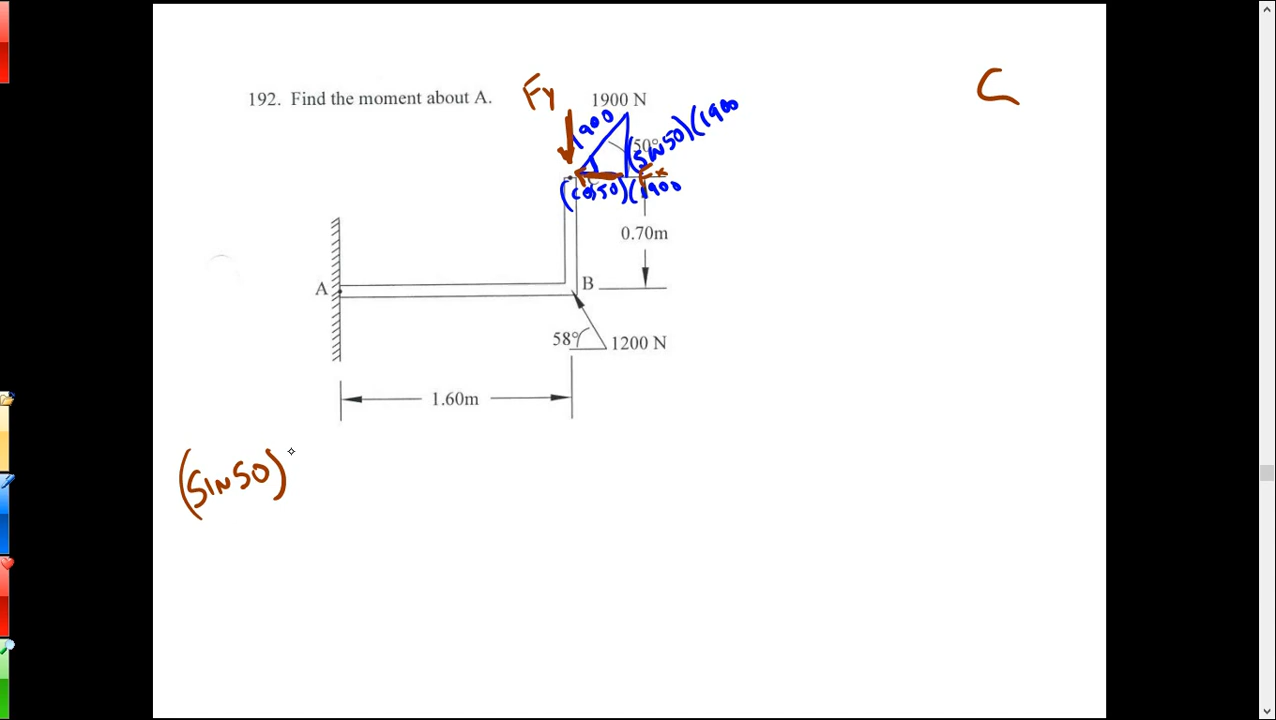 192. Find the moment about A.
Fy
1900 N
C
1900
50°
(sin50)(1900
Fx
(cos50)(1900
0.70m
A
B
58°
1200 N
1.60m
(sin50)